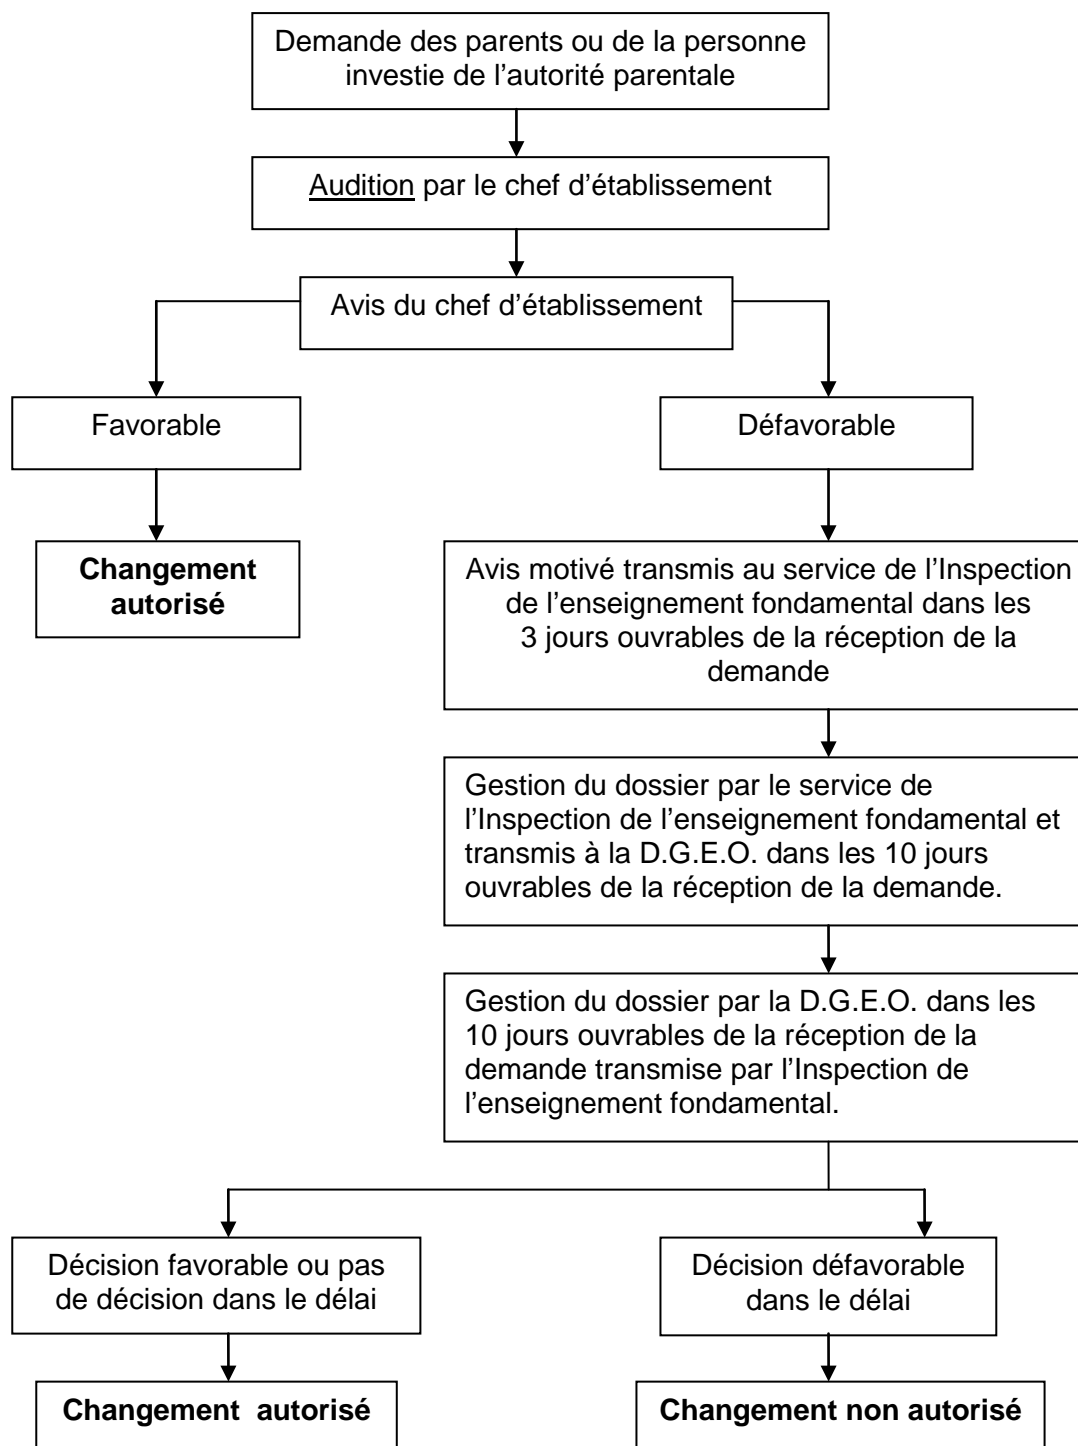 Demande des parents ou de la personne
investie de l’autorité parentale
Audition par le chef d’établissement
Avis du chef d’établissement
Favorable
Défavorable
Changement
autorisé
Avis motivé transmis au service de l’Inspection
de l’enseignement fondamental dans les
3 jours ouvrables de la réception de la
demande
Gestion du dossier par le service de
l’Inspection de l’enseignement fondamental et
transmis à la D.G.E.O. dans les 10 jours
ouvrables de la réception de la demande.
Gestion du dossier par la D.G.E.O. dans les
10 jours ouvrables de la réception de la
demande transmise par l’Inspection de
l’enseignement fondamental.
Décision favorable ou pas
de décision dans le délai
Décision défavorable
dans le délai
Changement autorisé
Changement non autorisé